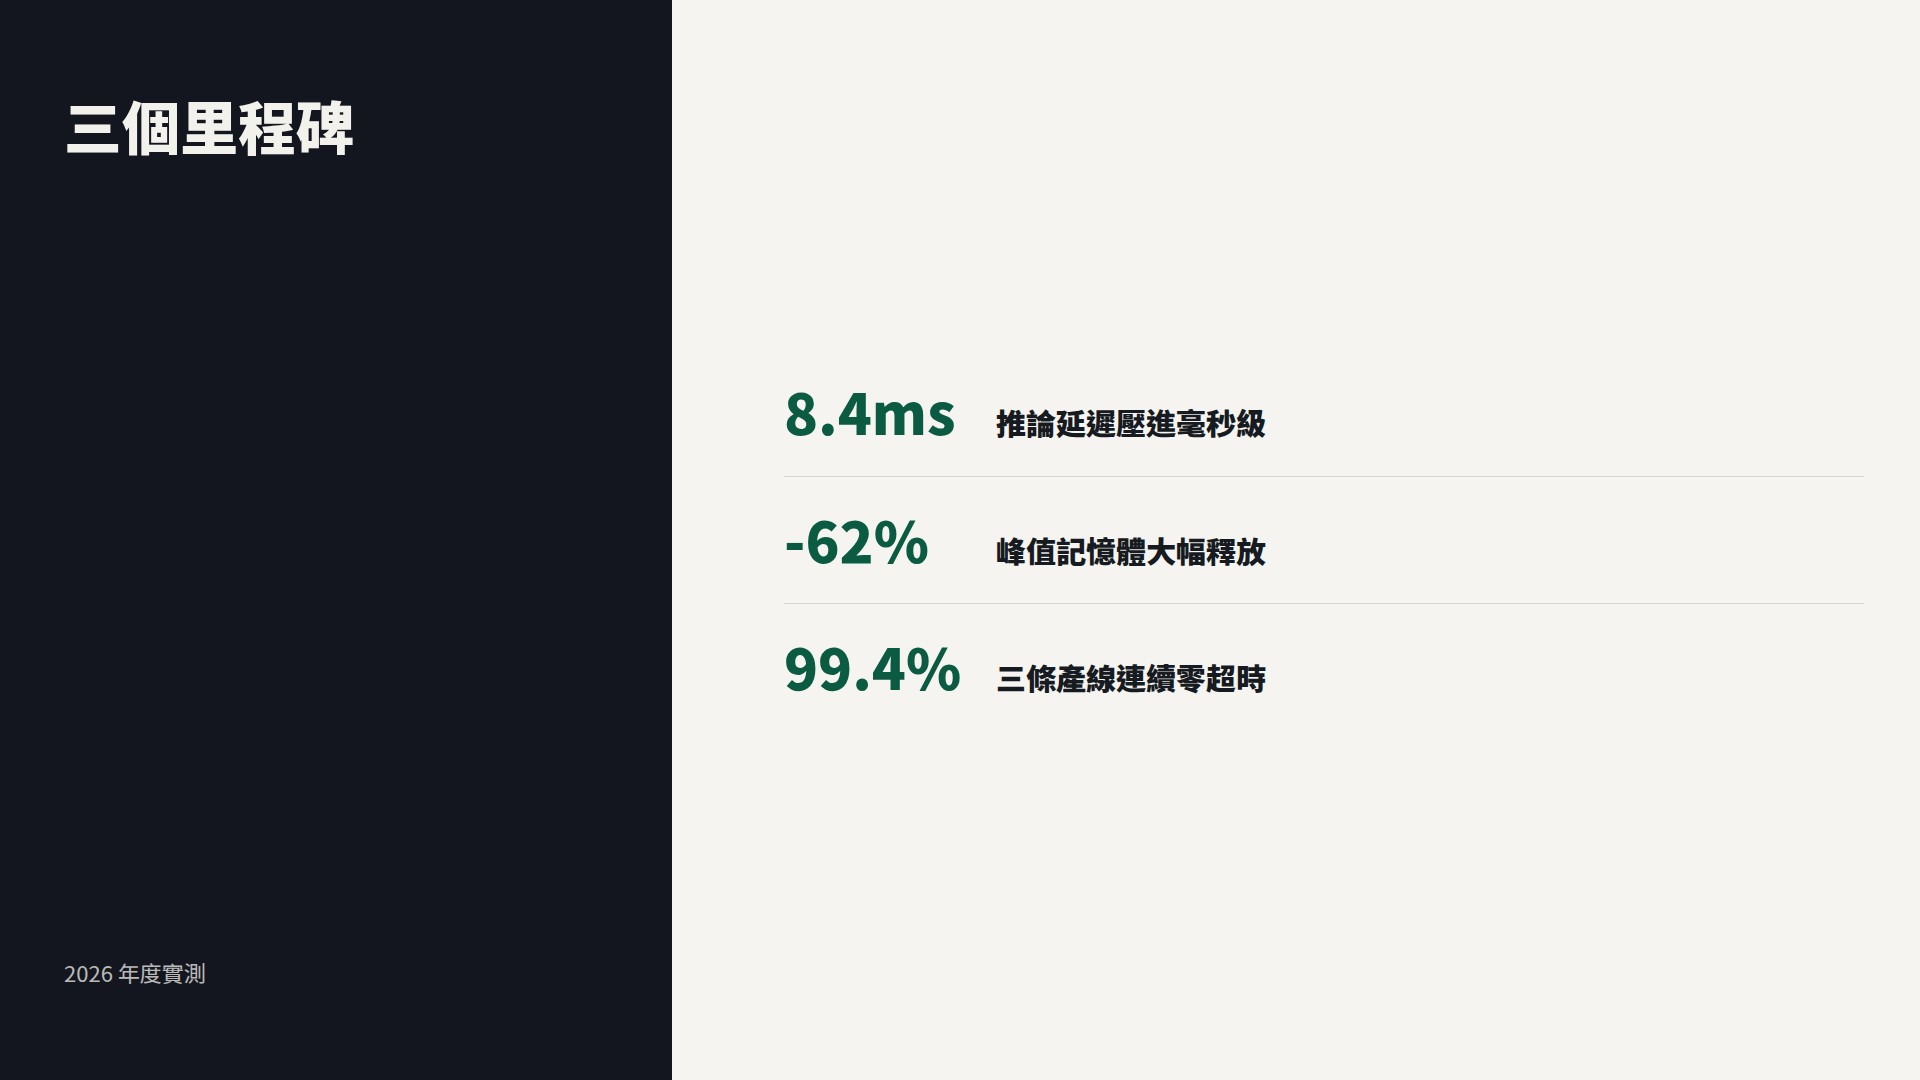 三個里程碑
2026 年度實測
8.4ms 推論延遲壓進毫秒級
-62% 峰值記憶體大幅釋放
99.4% 三條產線連續零超時